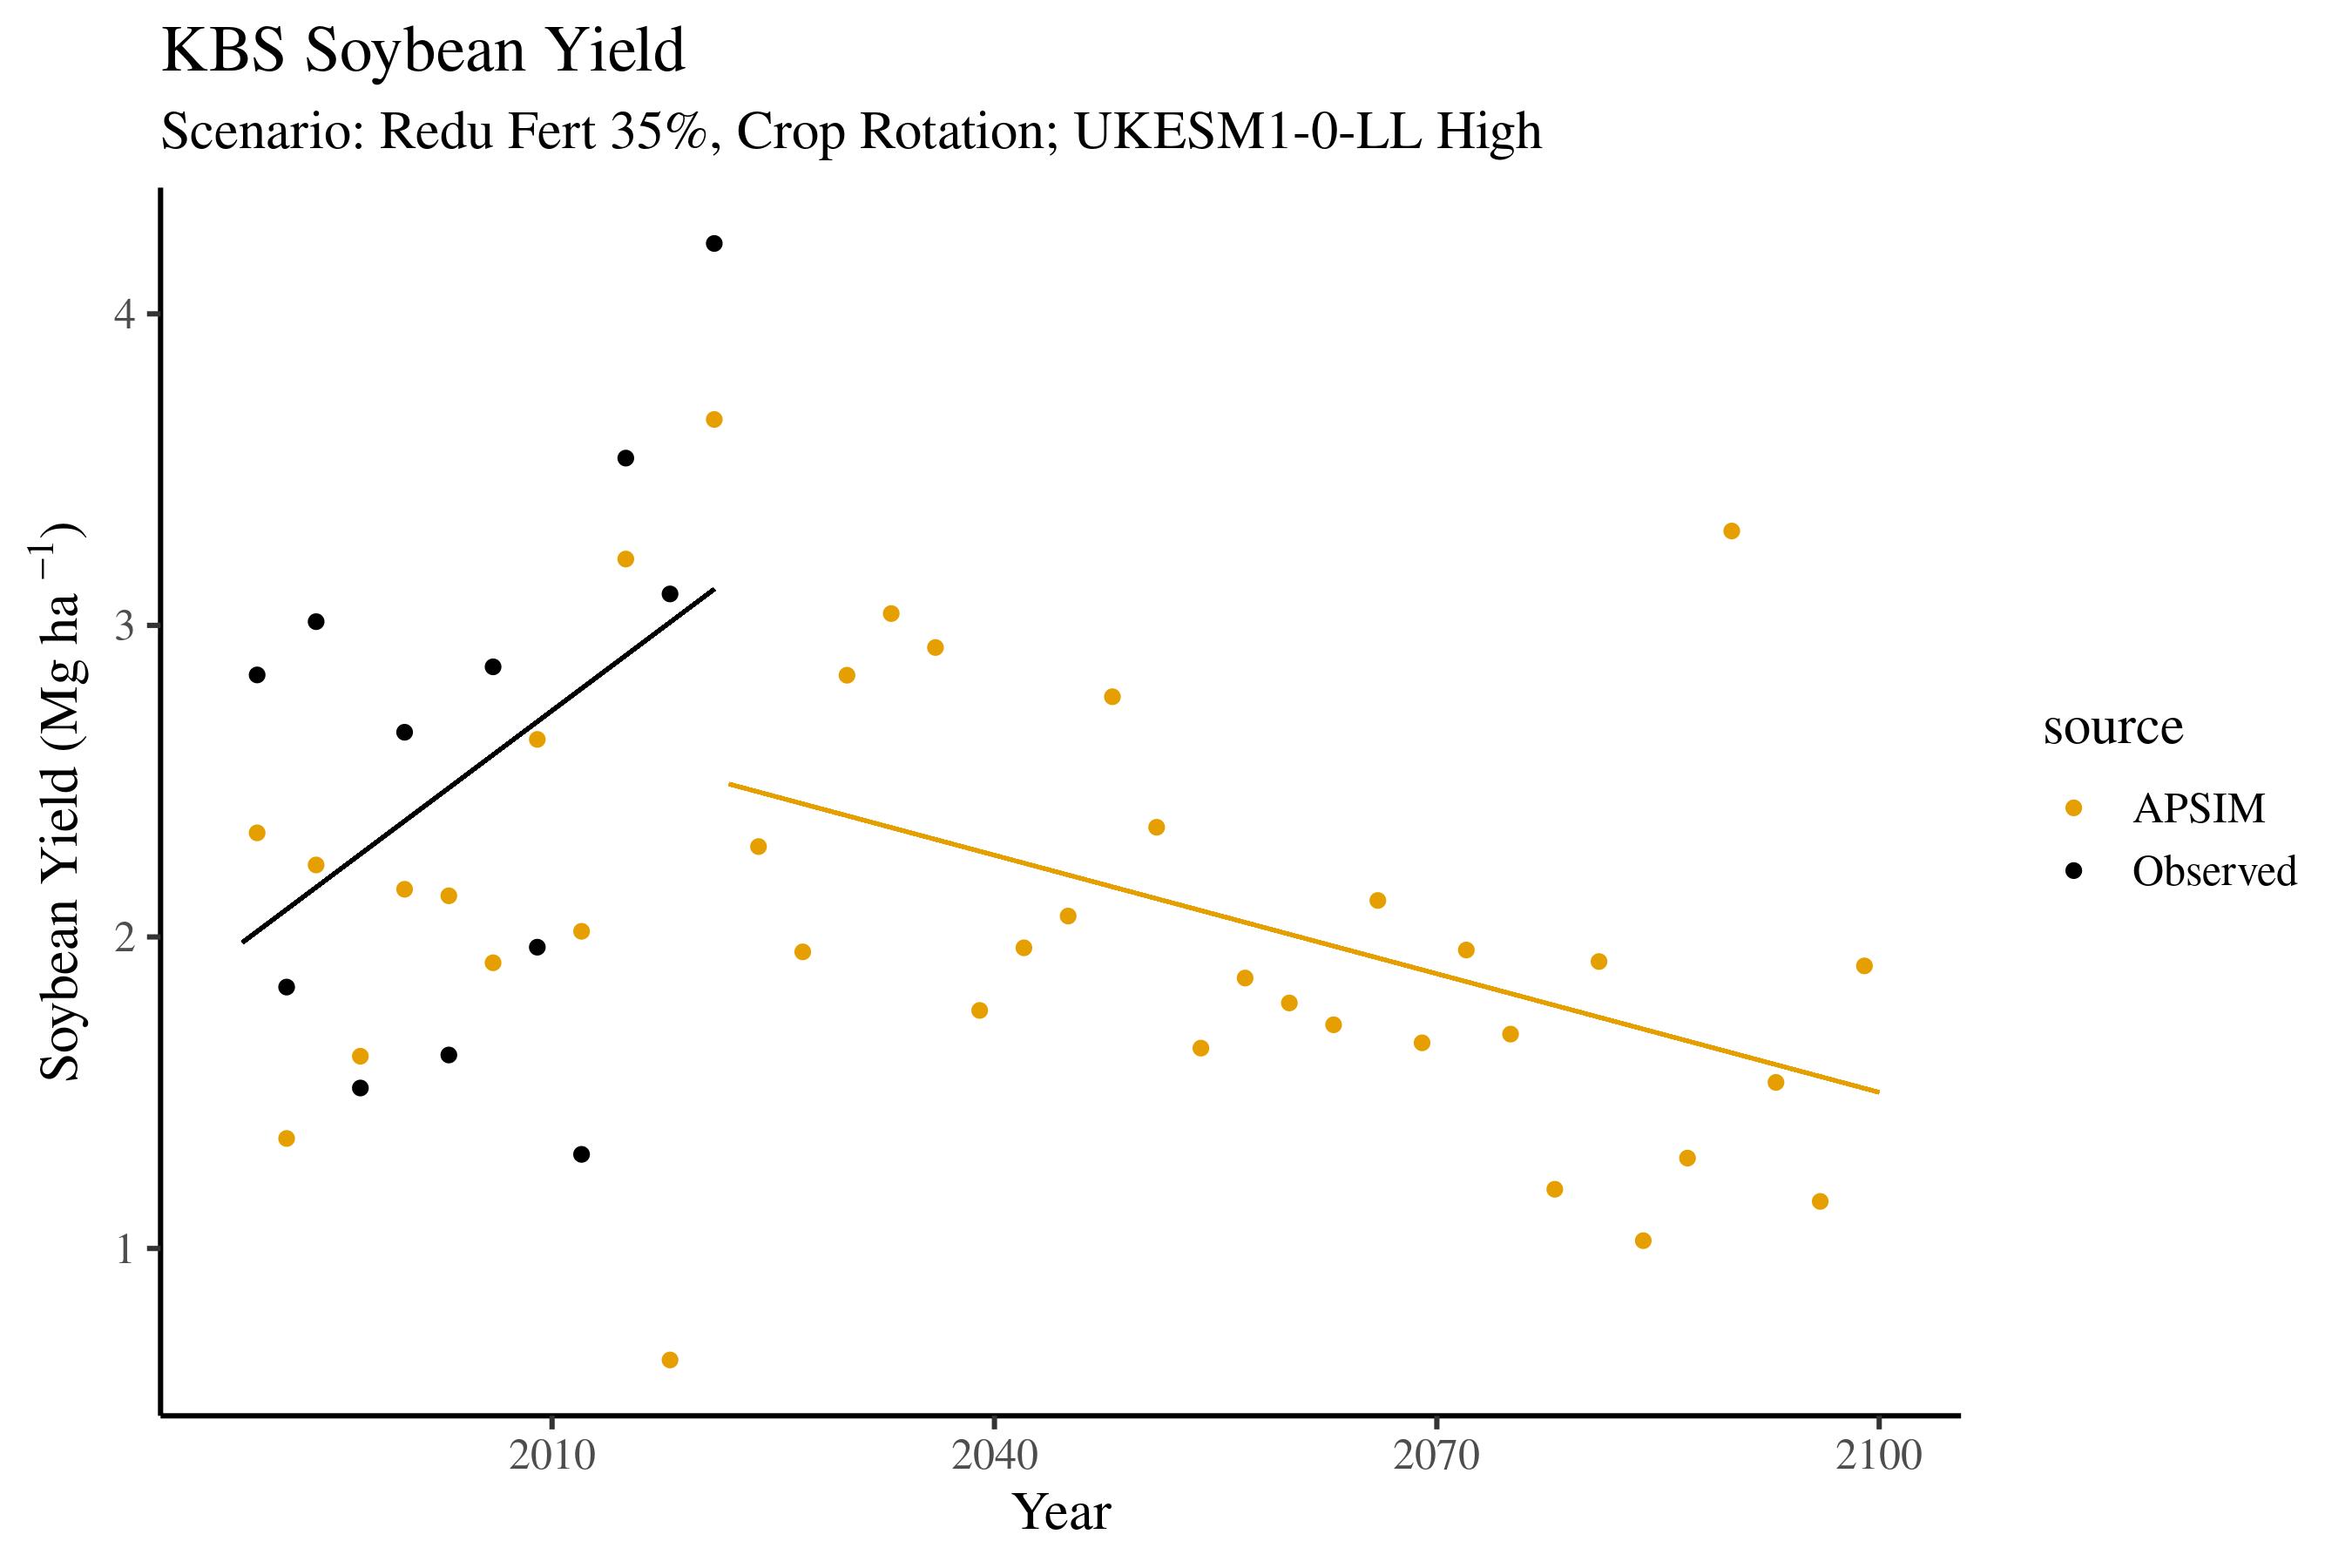 KBS Soybean Yield
Scenario: Redu Fert 35%, Crop Rotation; UKESM1-0-LL High
Soybean Yield (Mg ha −1)
4
3
2
1
2010
2040
2070
2100
Year
source
APSIM
Observed